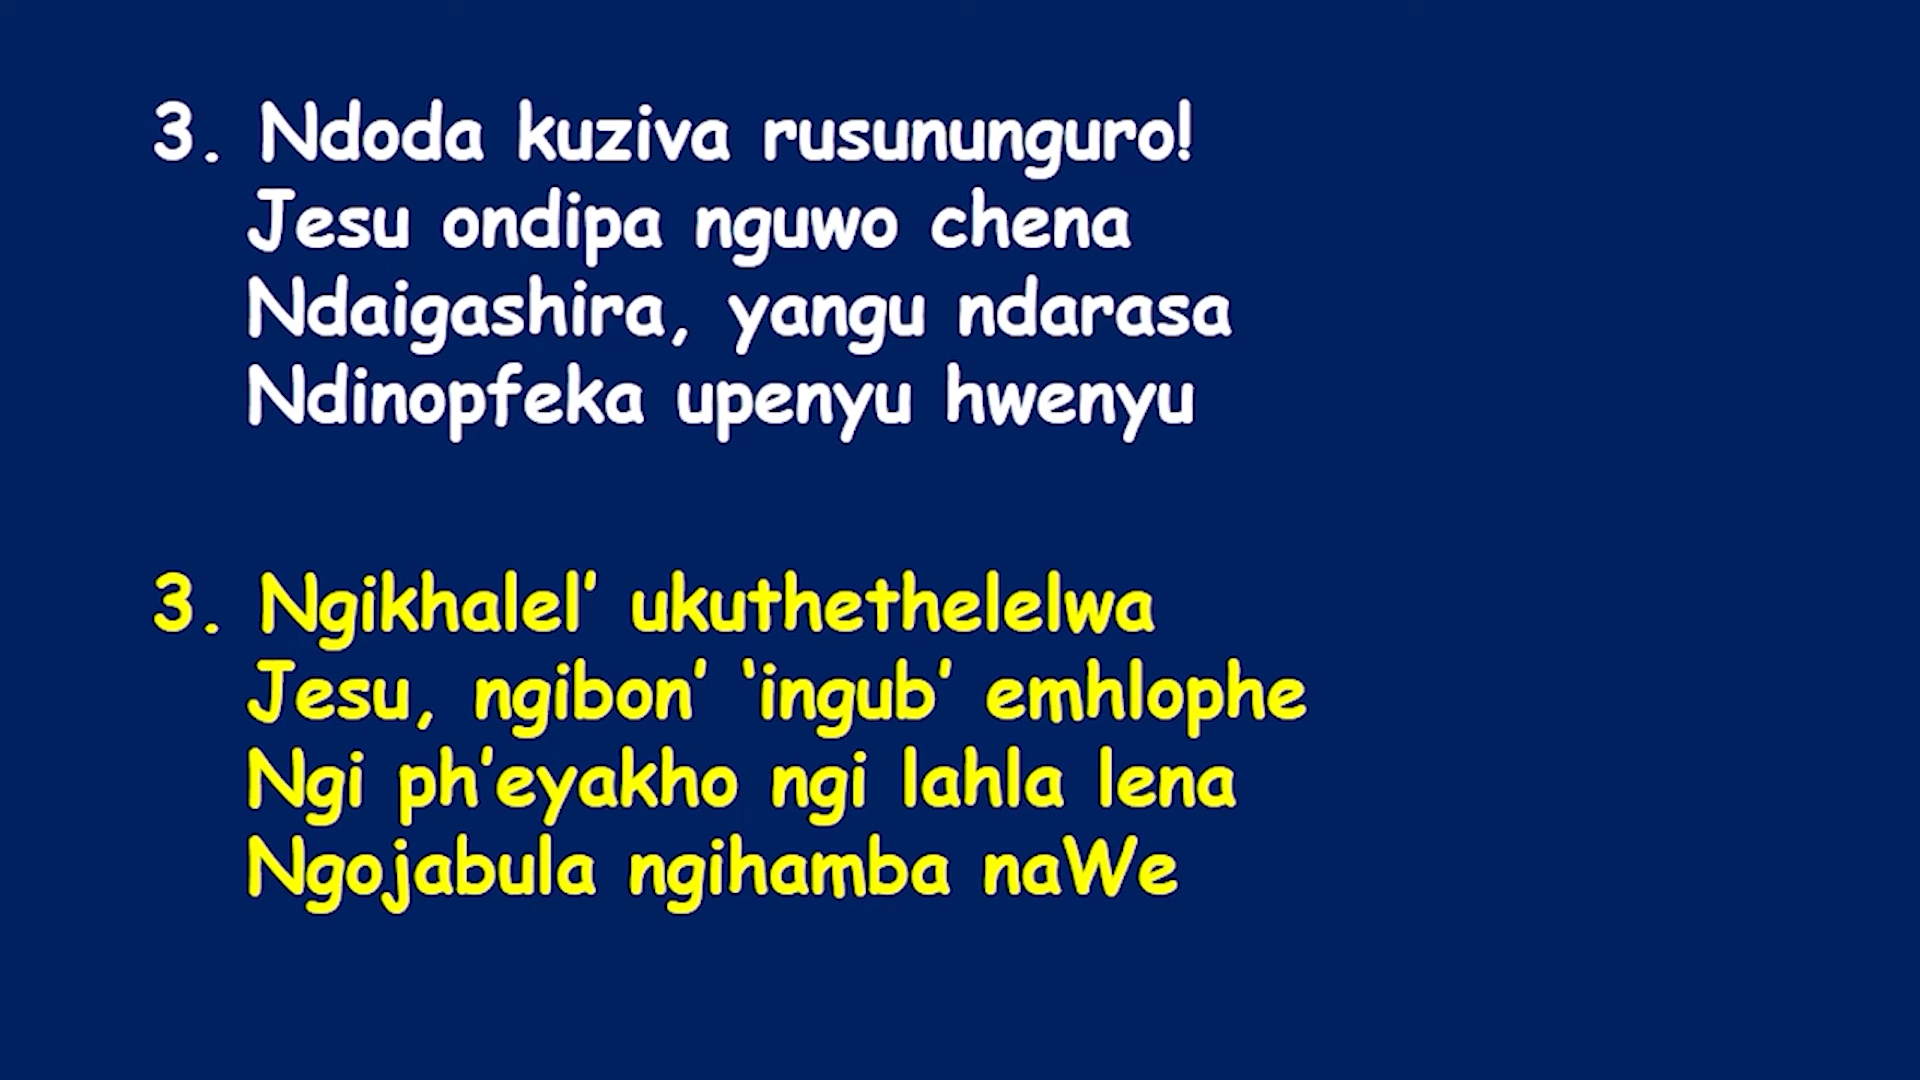 3. Ndoda kuziva rusununguro!
Jesu ondipa nguwo chena
Ndaigashira, yangu ndarasa
Ndinopfeka upenyu hwenyu
3. Ngikhalel’ ukuthethelelwa
Jesu, ngibon’ ‘ingub’ emhlophe
Ngi ph’eyakho ngi lahla lena
Ngojabula ngihamba naWe